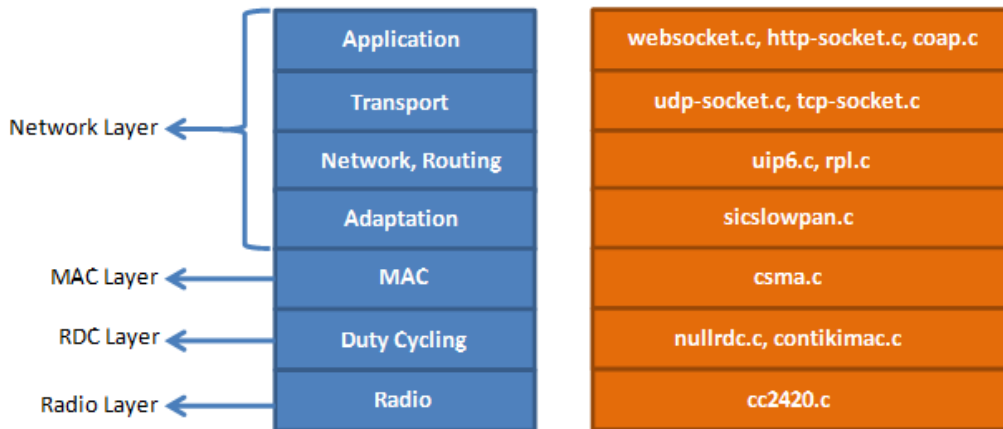 Application
websocket.c, http-socket.c, coap.c
Transport
udp-socket.c, tcp-socket.c
Network Layer
Network, Routing
uip6.c, rpl.c
Adaptation
sicslowpan.c
MAC Layer
MAC
csma.c
RDC Layer
Duty Cycling
nullrdc.c, contikimac.c
Radio Layer
Radio
cc2420.c